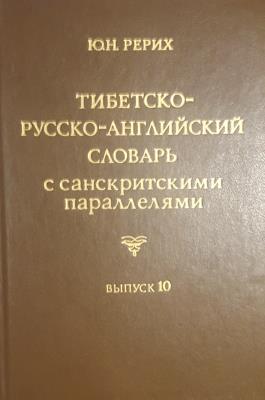 Ю.Н. РЕРИХ
ТИБЕТСКО-
РУССКО-АНГЛИЙСКИЙ
СЛОВАРЬ
с санскритскими
параллелями
ВЫПУСК 10